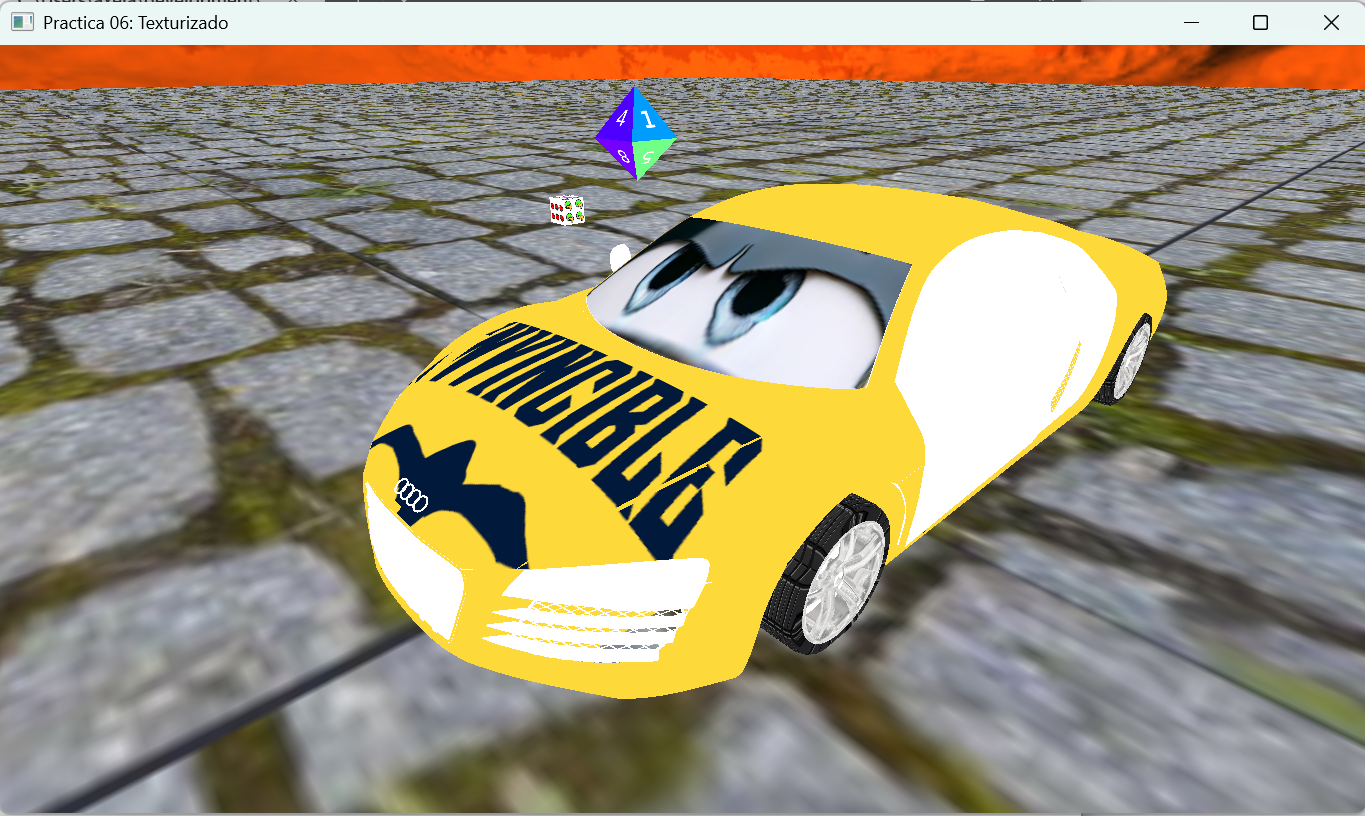 Practica 06: Texturizado
4 1
8 5
INVINCIBLE